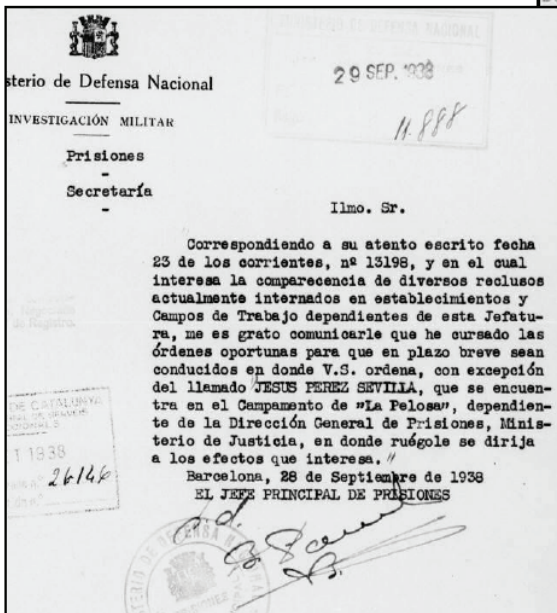 sterio de Defensa Nacional
INVESTIGACIÓN MILITAR
Prisiones
-
Secretaría
-
29 SEP. 1938
11.888
Ilmo. Sr.
Correspondiendo a su atento escrito fecha
23 de los corrientes, nº 13198, y en el cual
interesa la comparecencia de diversos reclusos
actualmente internados en establecimientos y
Campos de Trabajo dependientes de esta Jefatu-
ra, me es grato comunicarle que he cursado las
órdenes oportunas para que en plazo breve sean
conducidos en donde V.S. ordena, con excepción
del llamado "JESUS PEREZ SEVILLA, que se encuen-
tra en el Campamento de "La Pelosa", dependien-
te de la Dirección General de Prisiones, Minis-
terio de Justicia, en donde ruégole se dirija
a los efectos que interesa."
Barcelona, 28 de Septiembre de 1938
EL JEFE PRINCIPAL DE PRISIONES
de Registro.
DE CATALUNYA
T 1938
26146